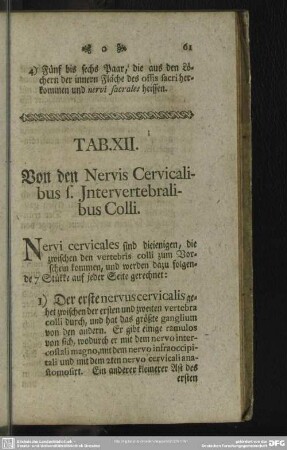 o 61
4) Fünf bis sechs Paar, die aus den Lö-
chern der innern Fläche des ossis sacri her-
kommen und nervi sacrales heissen.
TAB.XII.
Von den Nervis Cervicali-
bus s. Jntervertebrali-
bus Colli.
Nervi cervicales sind dieienigen, die
zwischen den vertebris colli zum Vor-
schein kommen, und werden dazu folgen-
de 7 Stükke auf jeder Seite gerechnet:
1) Der erste nervus cervicalis ge-
het zwischen der ersten und zweiten vertebra
colli durch, und hat das größte ganglium
von den andern. Er gibt einige ramulos
von sich, wodurch er mit dem nervo inter-
costali magno, mit dem nervo infraoccipi-
tali und mit dem 2ten nervo cervicali ana-
stomosirt. Ein anderer kleinerer Ast des
ersten